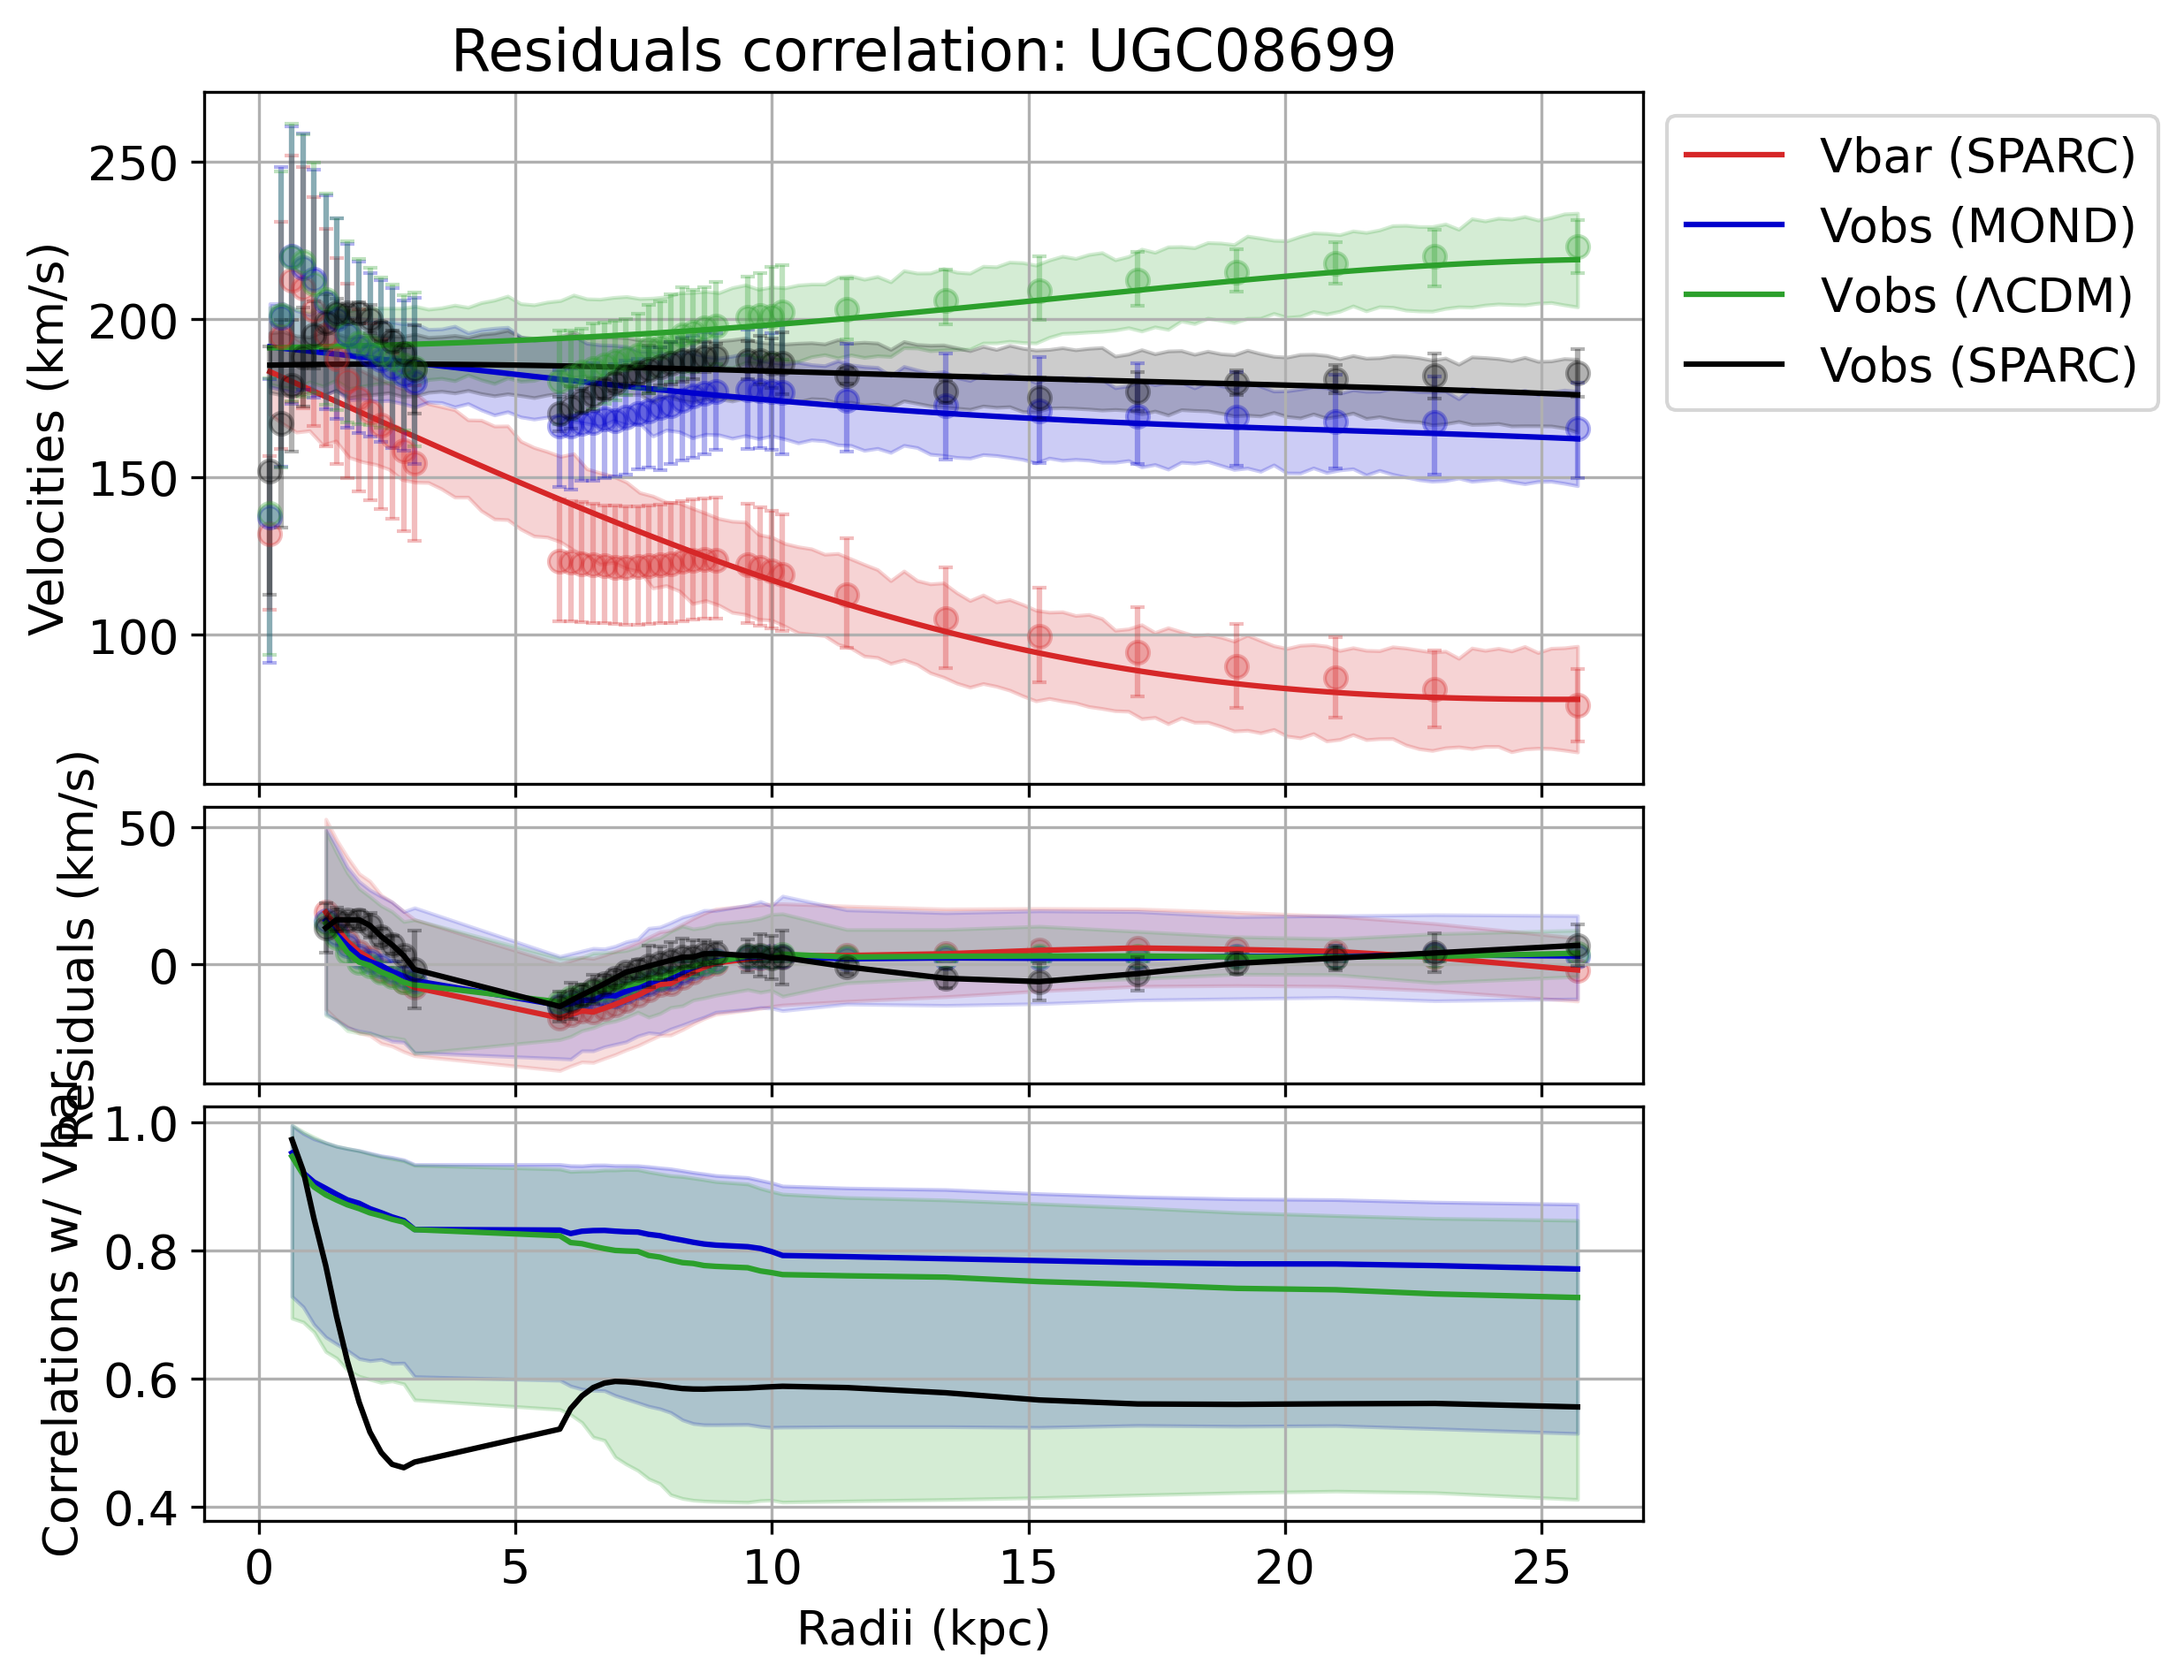 Residuals correlation: UGC08699
Velocities (km/s)
250
200
150
100
Vbar (SPARC)
Vobs (MOND)
Vobs (ΛCDM)
Vobs (SPARC)
Residuals (km/s)
50
0
Correlations w/ Vbar
1.0
0.8
0.6
0.4
0
5
10
15
20
25
Radii (kpc)